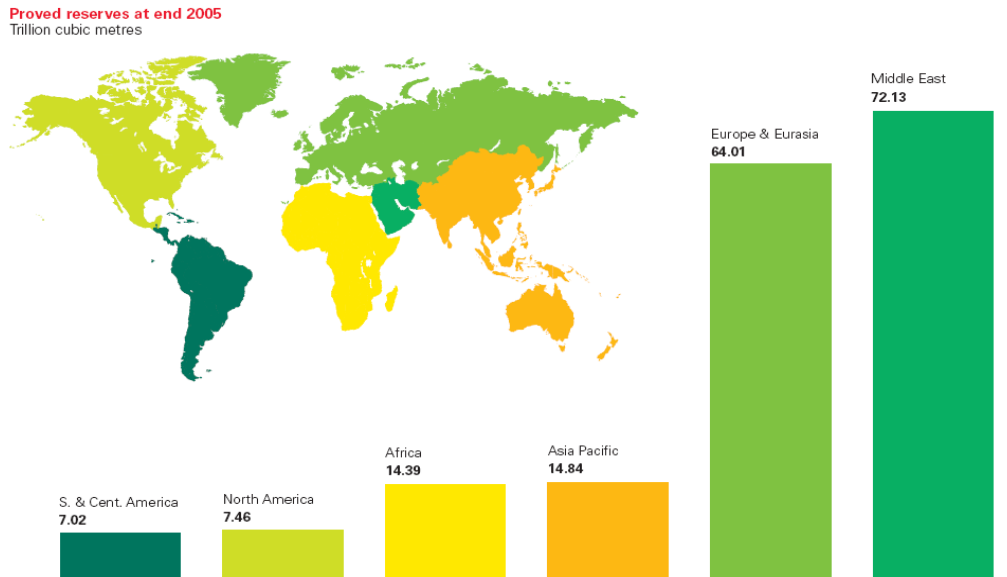 Proved reserves at end 2005
Trillion cubic metres
Middle East
72.13
Europe & Eurasia
64.01
Africa
14.39
Asia Pacific
14.84
S. & Cent. America
7.02
North America
7.46